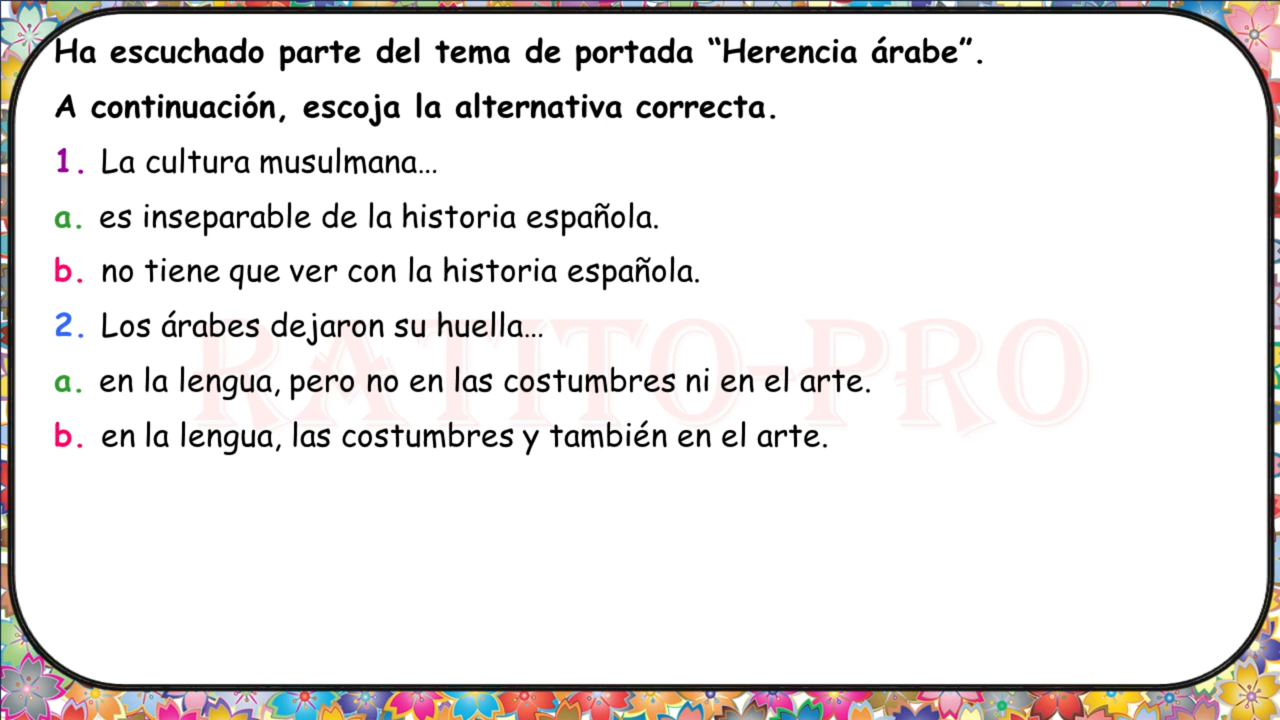 Ha escuchado parte del tema de portada “Herencia árabe”.
A continuación, escoja la alternativa correcta.
1. La cultura musulmana…
a. es inseparable de la historia española.
b. no tiene que ver con la historia española.
2. Los árabes dejaron su huella…
a. en la lengua, pero no en las costumbres ni en el arte.
b. en la lengua, las costumbres y también en el arte.
RATITO-PRO